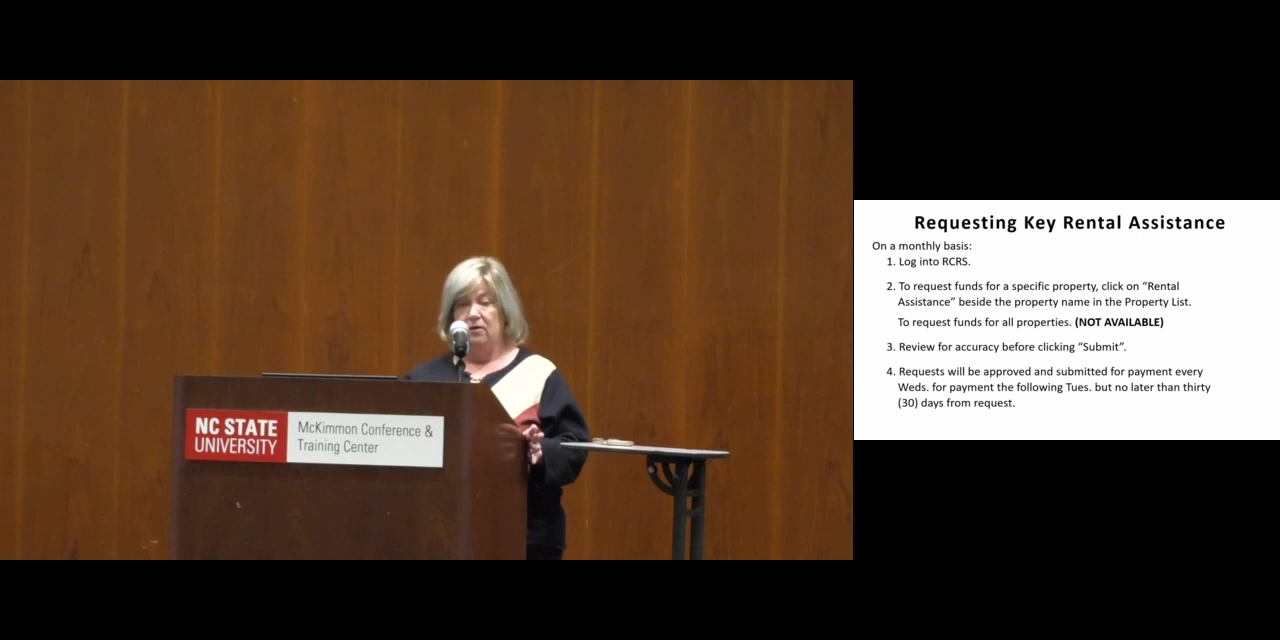 NC STATE
UNIVERSITY
McKimmon Conference &
Training Center
Requesting Key Rental Assistance
On a monthly basis:
1. Log into RCRS.
2. To request funds for a specific property, click on “Rental
Assistance” beside the property name in the Property List.
To request funds for all properties. (NOT AVAILABLE)
3. Review for accuracy before clicking “Submit”.
4. Requests will be approved and submitted for payment every
Weds. for payment the following Tues. but no later than thirty
(30) days from request.